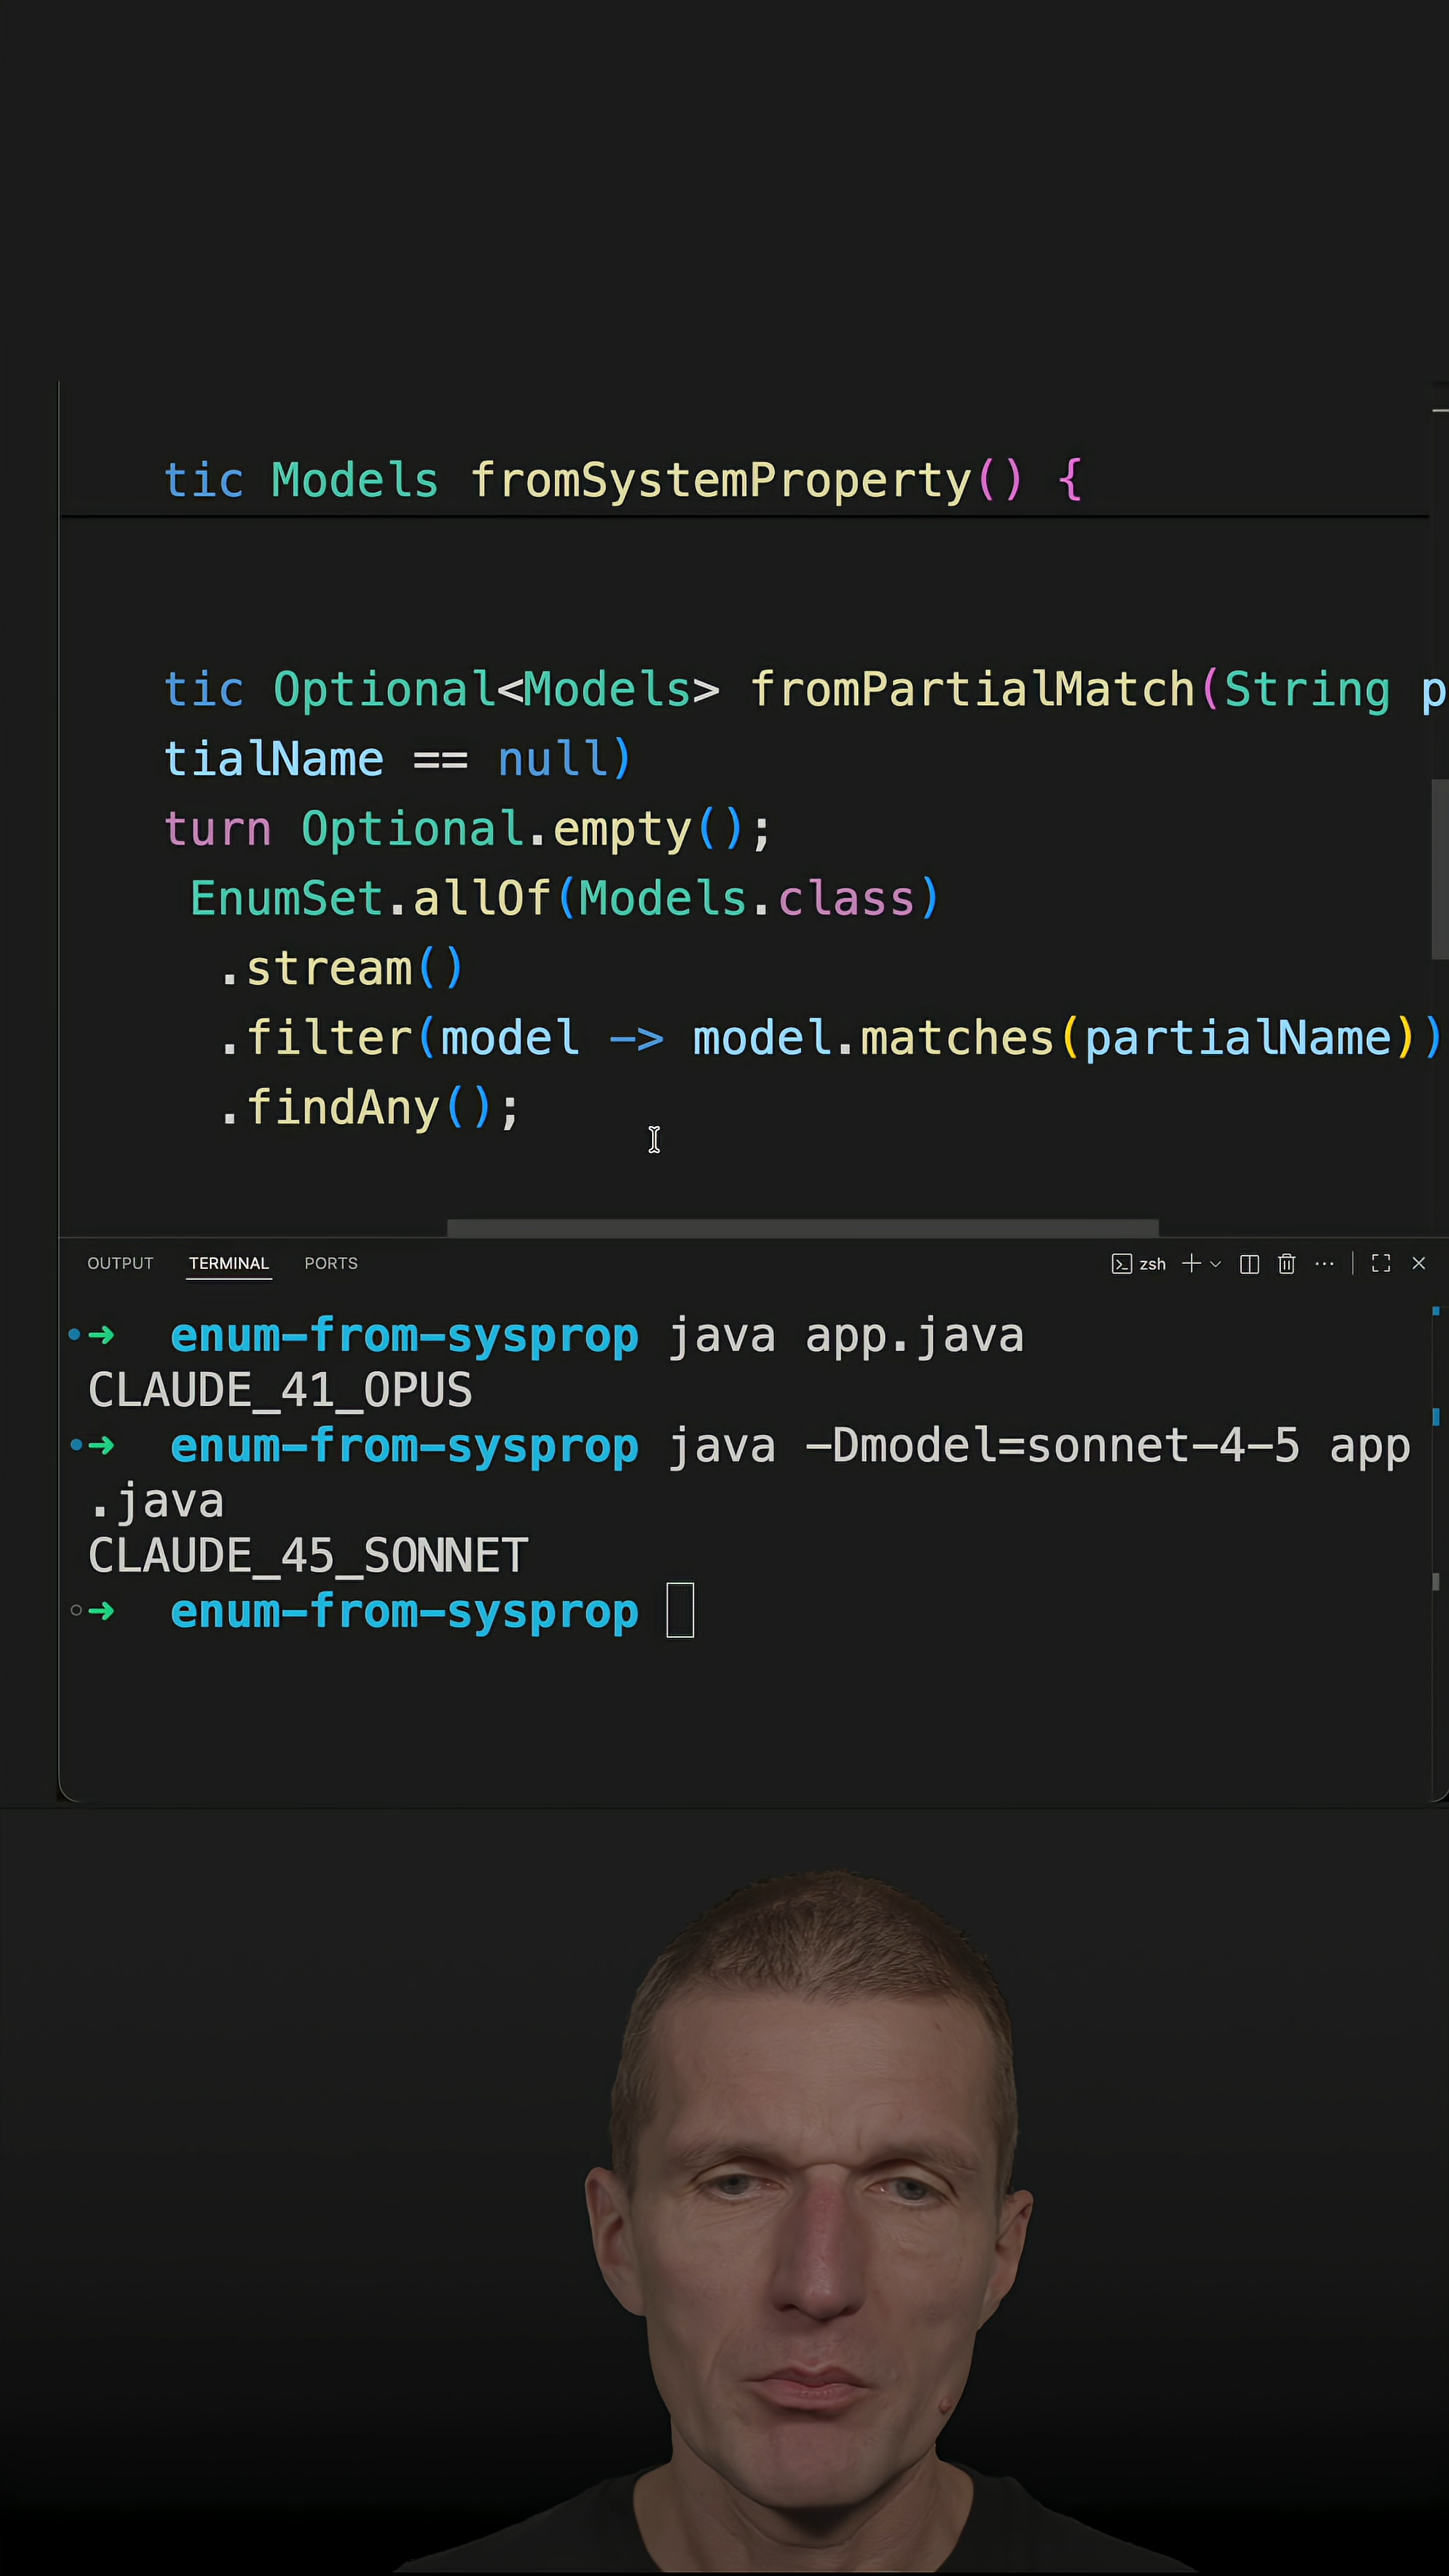 tic Models fromSystemProperty() {
tic Optional<Models> fromPartialMatch(String p
tialName == null)
turn Optional.empty();
EnumSet.allOf(Models.class)
.stream()
.filter(model -> model.matches(partialName))
.findAny();
OUTPUT TERMINAL PORTS zsh
➜ enum-from-sysprop java app.java
CLAUDE_41_OPUS
➜ enum-from-sysprop java -Dmodel=sonnet-4-5 app
.java
CLAUDE_45_SONNET
➜ enum-from-sysprop